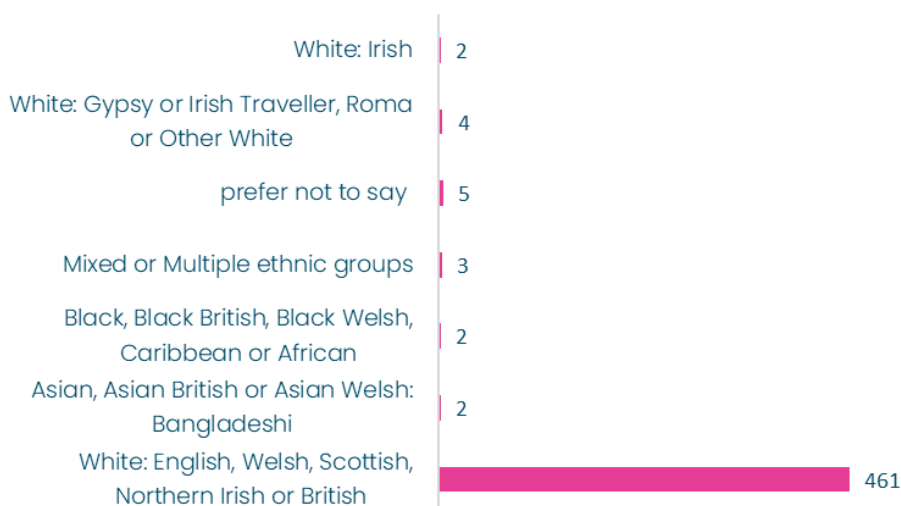 White: Irish 2
White: Gypsy or Irish Traveller, Roma
or Other White 4
prefer not to say 5
Mixed or Multiple ethnic groups 3
Black, Black British, Black Welsh,
Caribbean or African 2
Asian, Asian British or Asian Welsh:
Bangladeshi 2
White: English, Welsh, Scottish,
Northern Irish or British 461